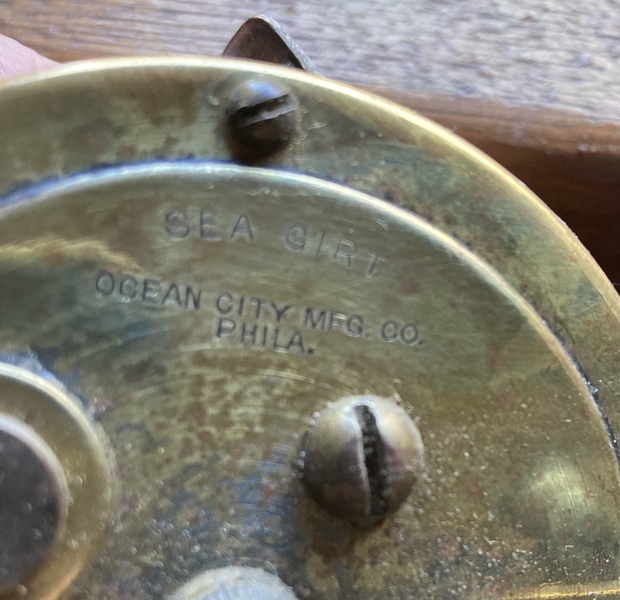 SEA GIRT
OCEAN CITY MFG. CO.
PHILA.